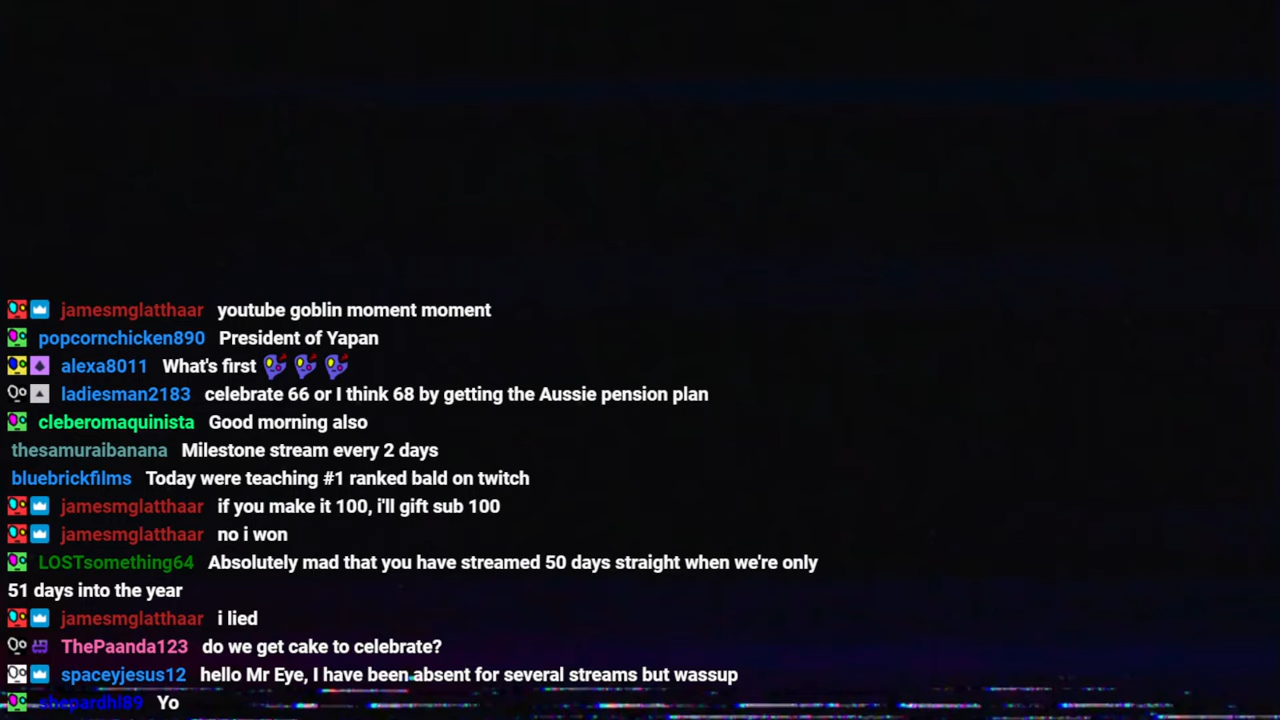 jamesmglatthaar youtube goblin moment moment
popcornchicken890 President of Yapan
alexa8011 What's first
ladiesman2183 celebrate 66 or I think 68 by getting the Aussie pension plan
cleberomaquinista Good morning also
thesamuraibanana Milestone stream every 2 days
bluebrickfilms Today were teaching #1 ranked bald on twitch
jamesmglatthaar if you make it 100, i'll gift sub 100
jamesmglatthaar no i won
LOSTsomething64 Absolutely mad that you have streamed 50 days straight when we're only
51 days into the year
jamesmglatthaar i lied
ThePaanda123 do we get cake to celebrate?
spaceyjesus12 hello Mr Eye, I have been absent for several streams but wassup
shepardhl89 Yo